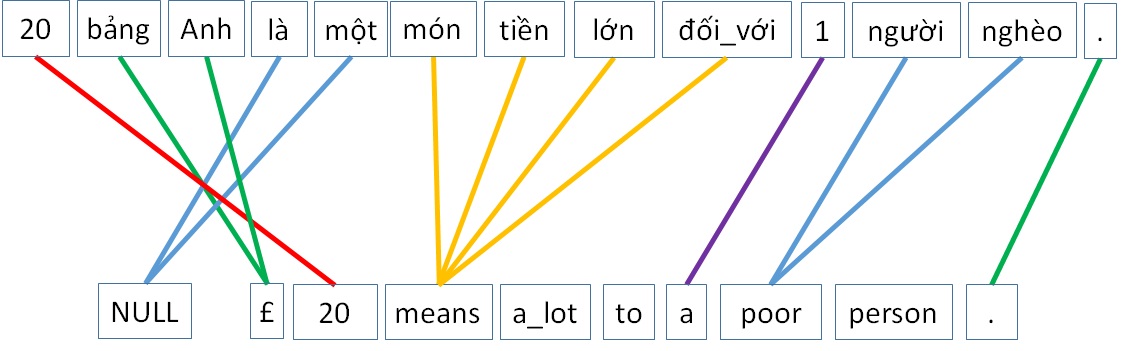 20 bảng Anh là một món tiền lớn đối_với 1 người nghèo .
NULL £ 20 means a_lot to a poor person .